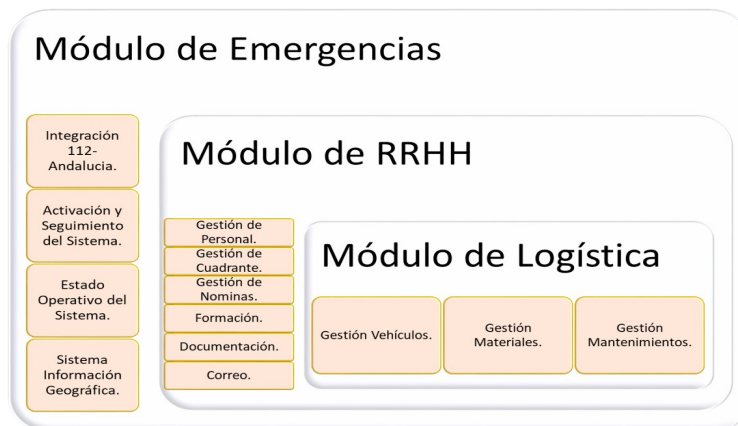 Módulo de Emergencias
Integración
112-
Andalucia.
Activación y
Seguimiento
del Sistema.
Estado
Operativo del
Sistema.
Sistema
Información
Geográfica.
Módulo de RRHH
Gestión de
Personal.
Gestión de
Cuadrante.
Gestión de
Nominas.
Formación.
Documentación.
Correo.
Módulo de Logística
Gestión Vehículos.
Gestión
Materiales.
Gestión
Mantenimientos.